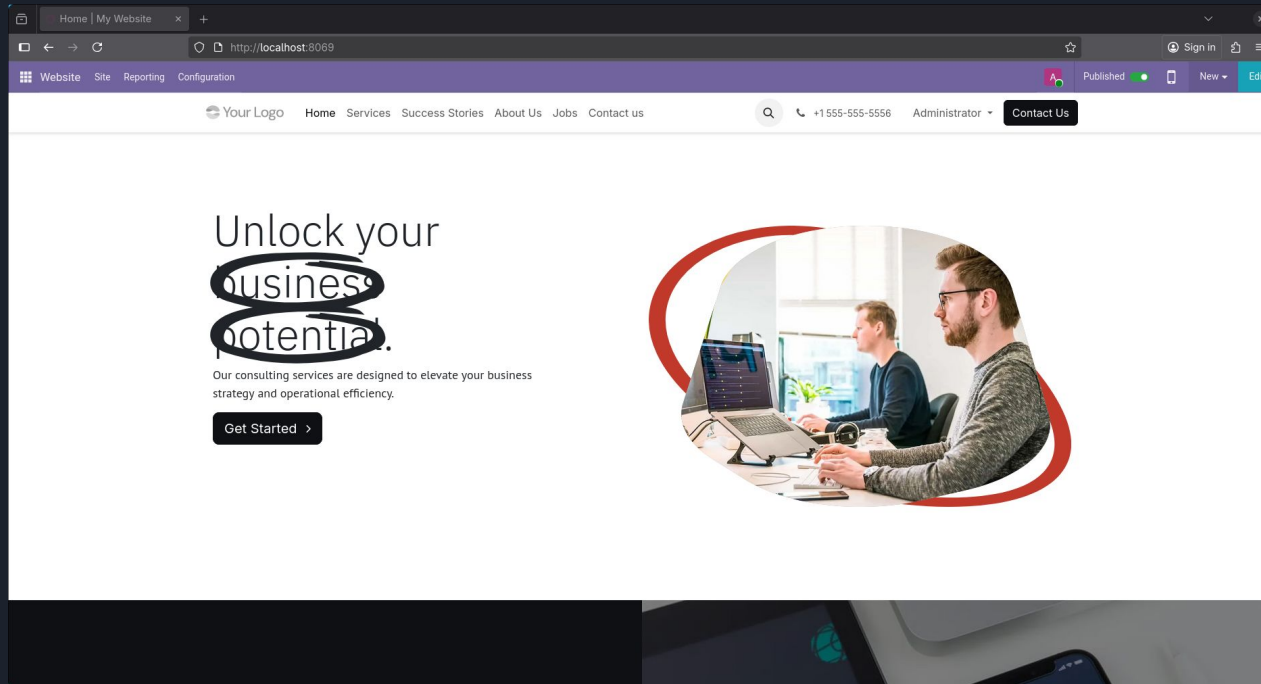 Home | My Website
http://localhost:8069
Sign in
Website Site Reporting Configuration
A
Published
New
Your Logo Home Services Success Stories About Us Jobs Contact us
+1 555-555-5556 Administrator Contact Us
Unlock your
business
potential.
Our consulting services are designed to elevate your business
strategy and operational efficiency.
Get Started